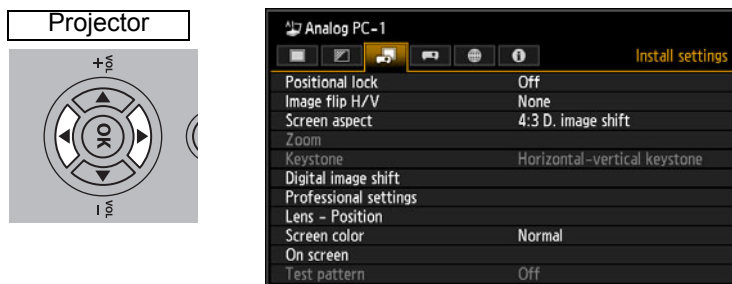 Projector
+ VOL
OK
- VOL
Analog PC-1
Install settings
Positional lock Off
Image flip H/V None
Screen aspect 4:3 D. image shift
Zoom
Keystone Horizontal-vertical keystone
Digital image shift
Professional settings
Lens - Position
Screen color Normal
On screen
Test pattern Off